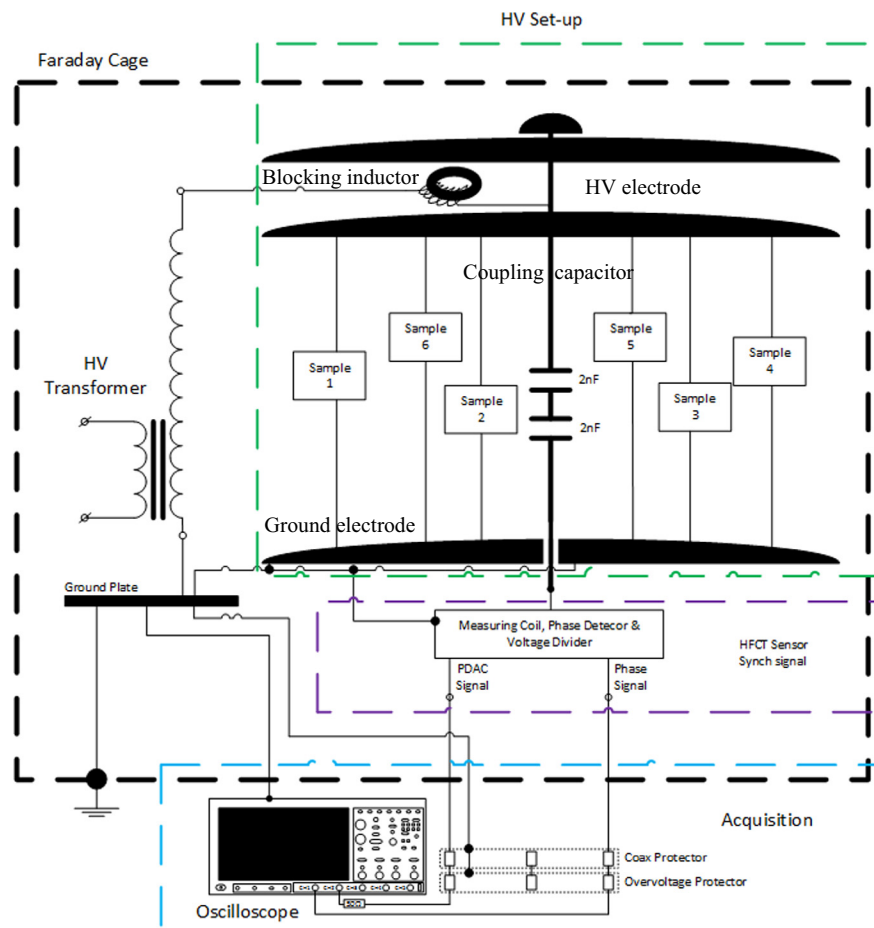 HV Set-up
Faraday Cage
Blocking inductor
HV electrode
Coupling capacitor
Sample
6
Sample
5
Sample
4
Sample
1
Sample
2
Sample
3
2nF
2nF
HV
Transformer
Ground electrode
Ground Plate
Measuring Coil, Phase Detecor &
Voltage Divider
HFCT Sensor
Synch signal
PDAC
Signal
Phase
Signal
Acquisition
Coax Protector
Overvoltage Protector
Oscilloscope